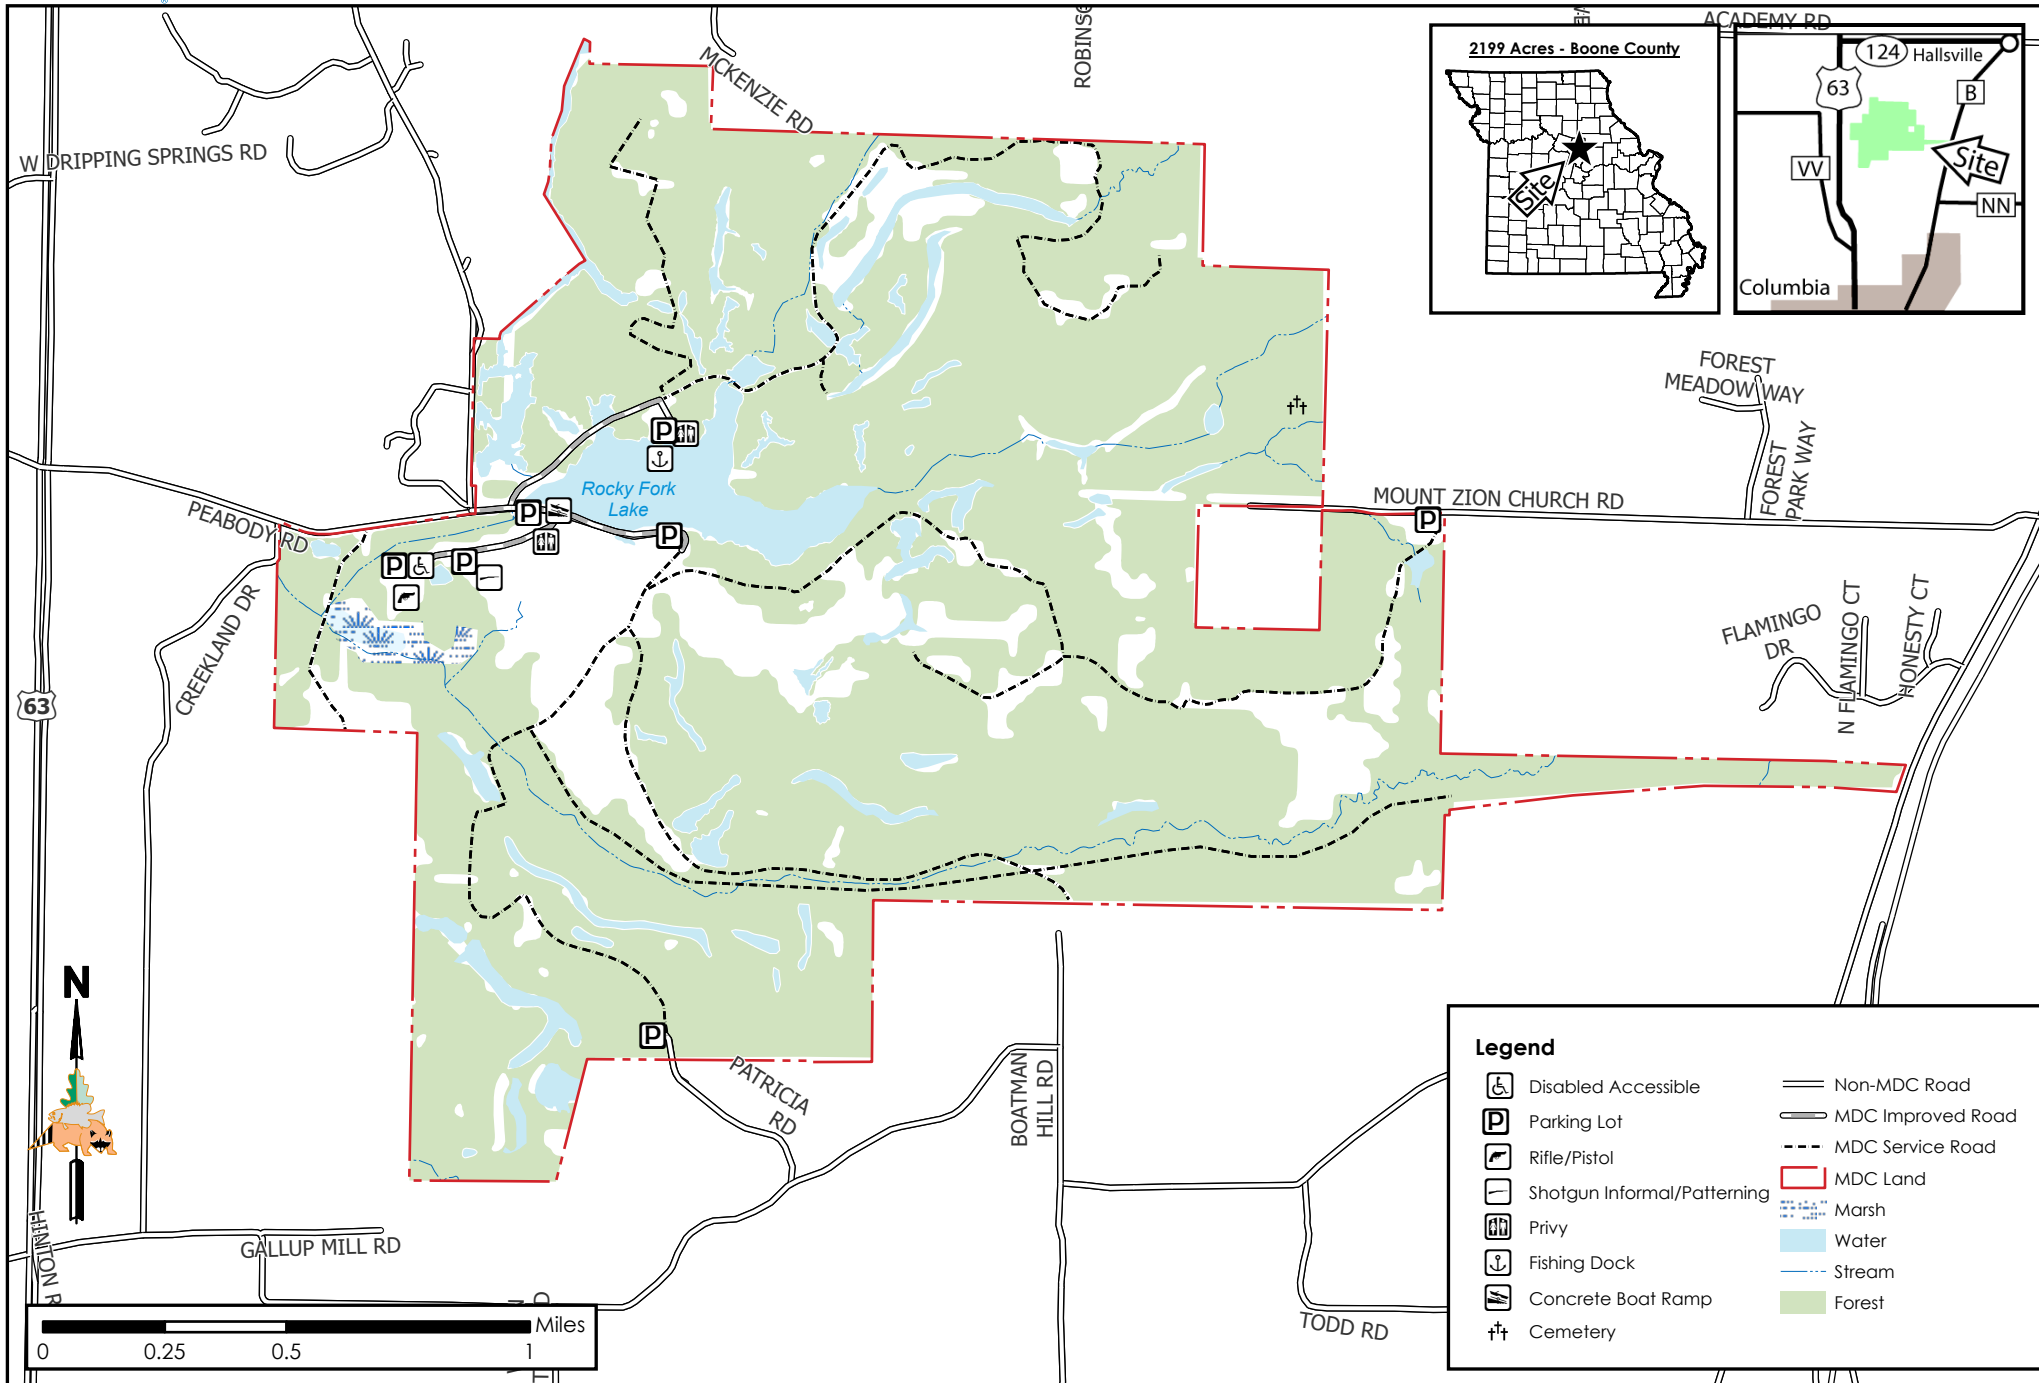 ACADEMY RD
MCKENZIE RD
W DRIPPING SPRINGS RD
2199 Acres - Boone County
Site
124
Hallsville
63
B
VV
Site
NN
Columbia
FOREST
MEADOW WAY
FOREST
PARK WAY
Rocky Fork
Lake
P
P
P
P
P
P
P
MOUNT ZION CHURCH RD
PEABODY RD
CREEKLAND DR
63
FLAMINGO
DR
N FLAMINGO CT
HONESTY CT
N
PATRICIA
RD
BOATMAN
HILL RD
GALLUP MILL RD
TODD RD
Miles
0
0.25
0.5
1
Legend
Disabled Accessible
P
Parking Lot
Rifle/Pistol
Shotgun Informal/Patterning
Privy
Fishing Dock
Concrete Boat Ramp
Cemetery
Non-MDC Road
MDC Improved Road
MDC Service Road
MDC Land
Marsh
Water
Stream
Forest